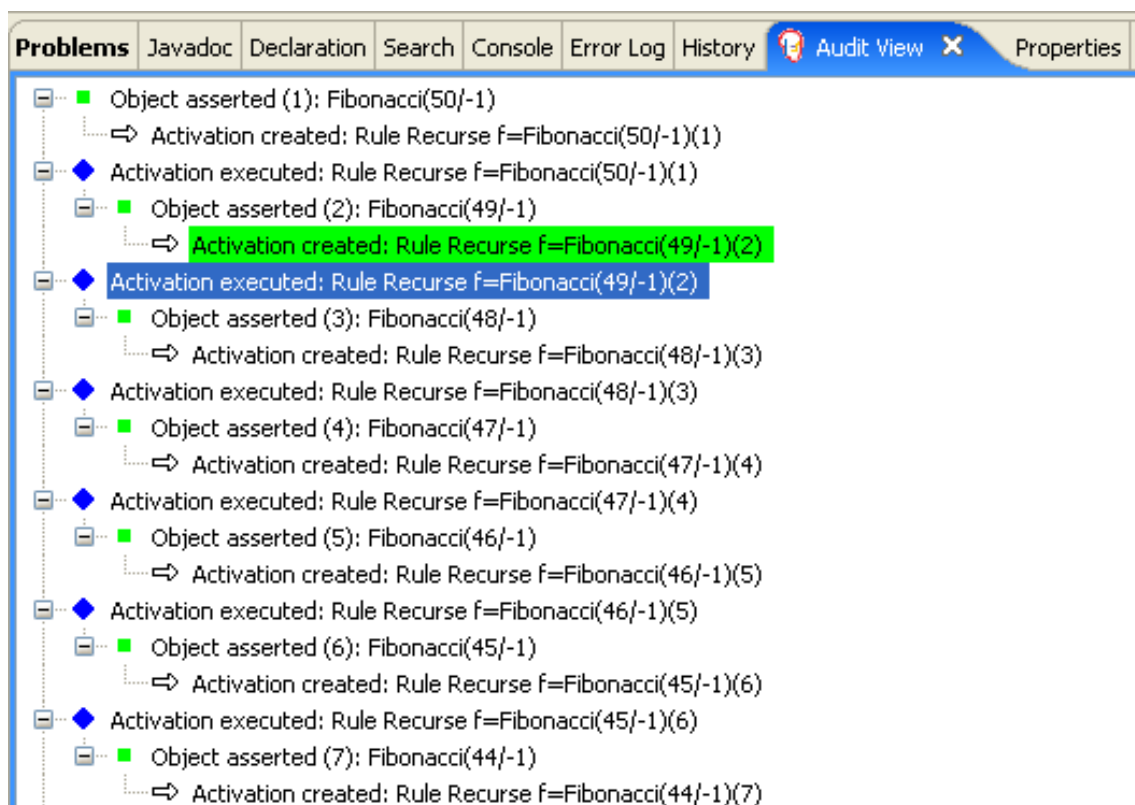 Problems Javadoc Declaration Search Console Error Log History Audit View Properties
Object asserted (1): Fibonacci(50/-1)
Activation created: Rule Recurse f=Fibonacci(50/-1)(1)
Activation executed: Rule Recurse f=Fibonacci(50/-1)(1)
Object asserted (2): Fibonacci(49/-1)
Activation created: Rule Recurse f=Fibonacci(49/-1)(2)
Activation executed: Rule Recurse f=Fibonacci(49/-1)(2)
Object asserted (3): Fibonacci(48/-1)
Activation created: Rule Recurse f=Fibonacci(48/-1)(3)
Activation executed: Rule Recurse f=Fibonacci(48/-1)(3)
Object asserted (4): Fibonacci(47/-1)
Activation created: Rule Recurse f=Fibonacci(47/-1)(4)
Activation executed: Rule Recurse f=Fibonacci(47/-1)(4)
Object asserted (5): Fibonacci(46/-1)
Activation created: Rule Recurse f=Fibonacci(46/-1)(5)
Activation executed: Rule Recurse f=Fibonacci(46/-1)(5)
Object asserted (6): Fibonacci(45/-1)
Activation created: Rule Recurse f=Fibonacci(45/-1)(6)
Activation executed: Rule Recurse f=Fibonacci(45/-1)(6)
Object asserted (7): Fibonacci(44/-1)
Activation created: Rule Recurse f=Fibonacci(44/-1)(7)